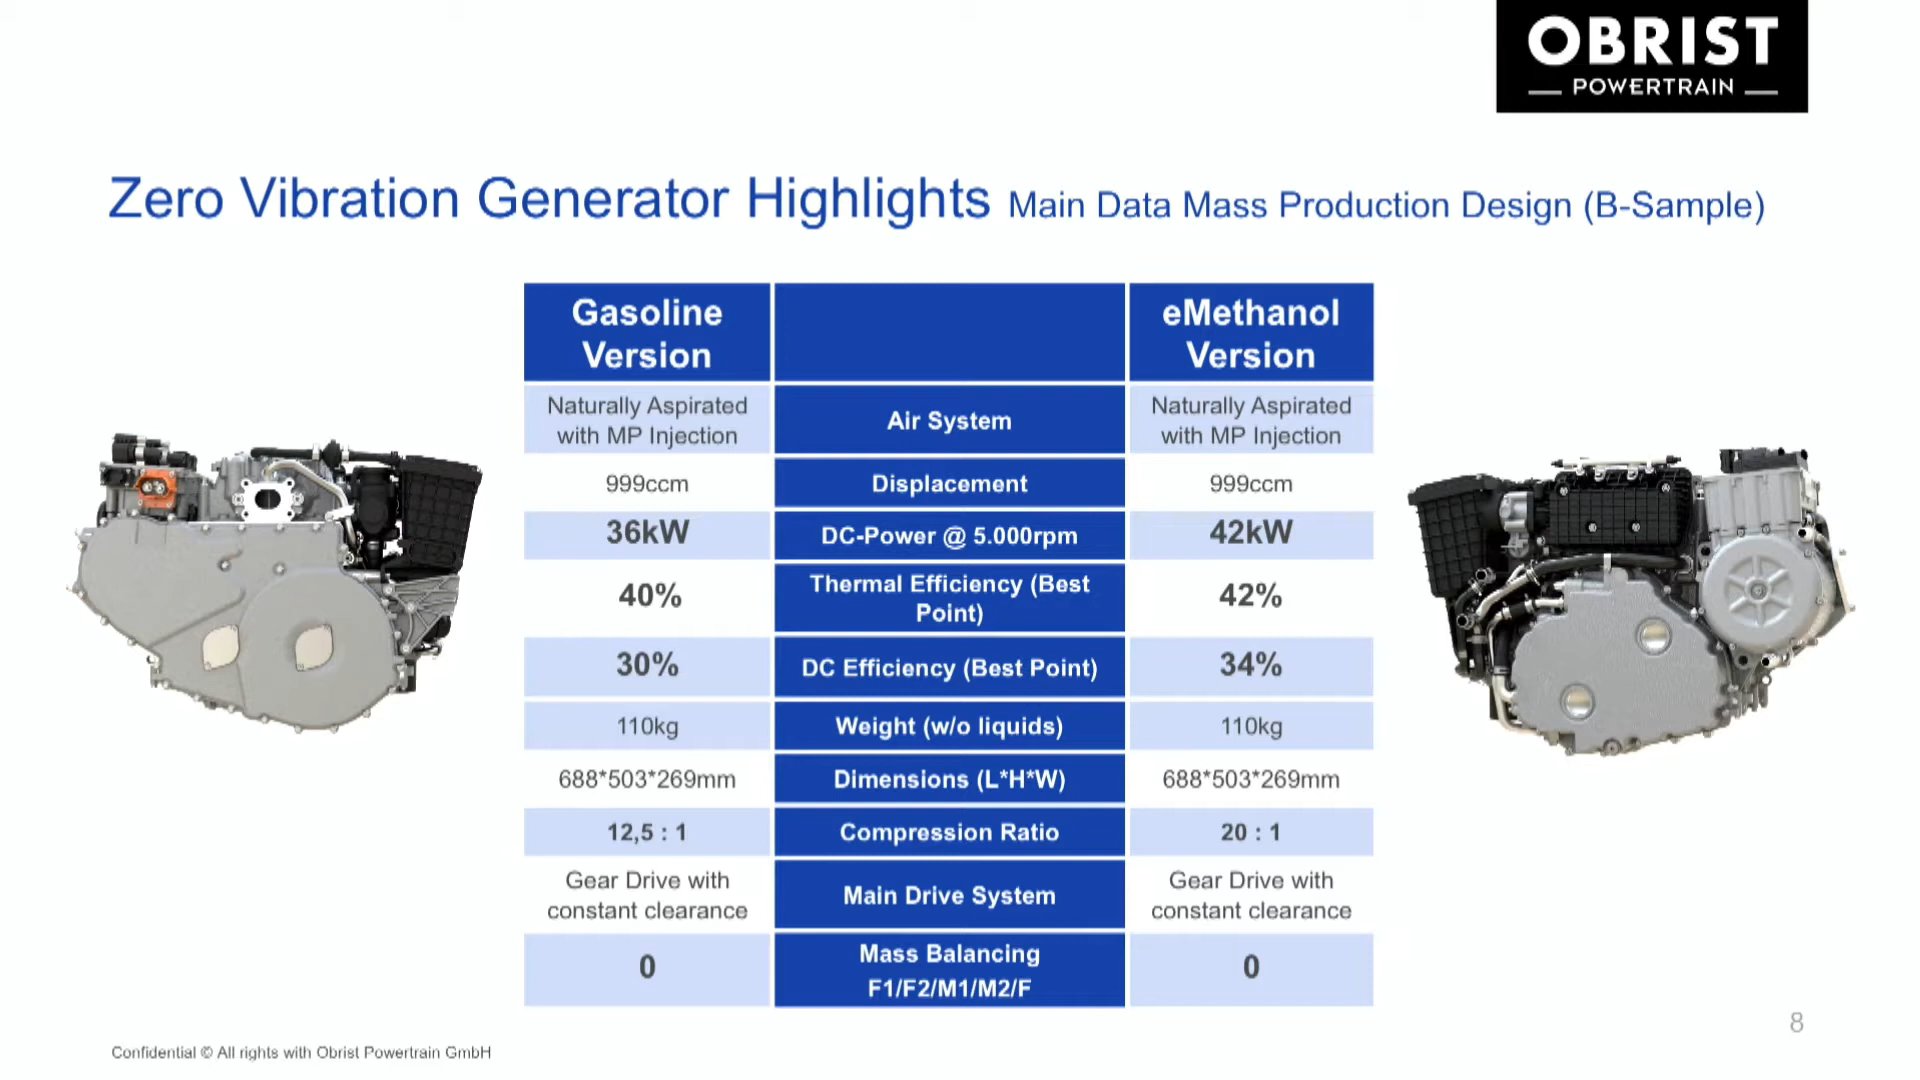 OBRIST
POWERTRAIN
Zero Vibration Generator Highlights Main Data Mass Production Design (B-Sample)
Gasoline
Version
eMethanol
Version
Naturally Aspirated
with MP Injection
Air System
Naturally Aspirated
with MP Injection
999ccm
Displacement
999ccm
36kW
DC-Power @ 5.000rpm
42kW
40%
Thermal Efficiency (Best
Point)
42%
30%
DC Efficiency (Best Point)
34%
110kg
Weight (w/o liquids)
110kg
688*503*269mm
Dimensions (L*H*W)
688*503*269mm
12,5 : 1
Compression Ratio
20 : 1
Gear Drive with
constant clearance
Main Drive System
Gear Drive with
constant clearance
0
Mass Balancing
F1/F2/M1/M2/F
0
8
Confidential © All rights with Obrist Powertrain GmbH